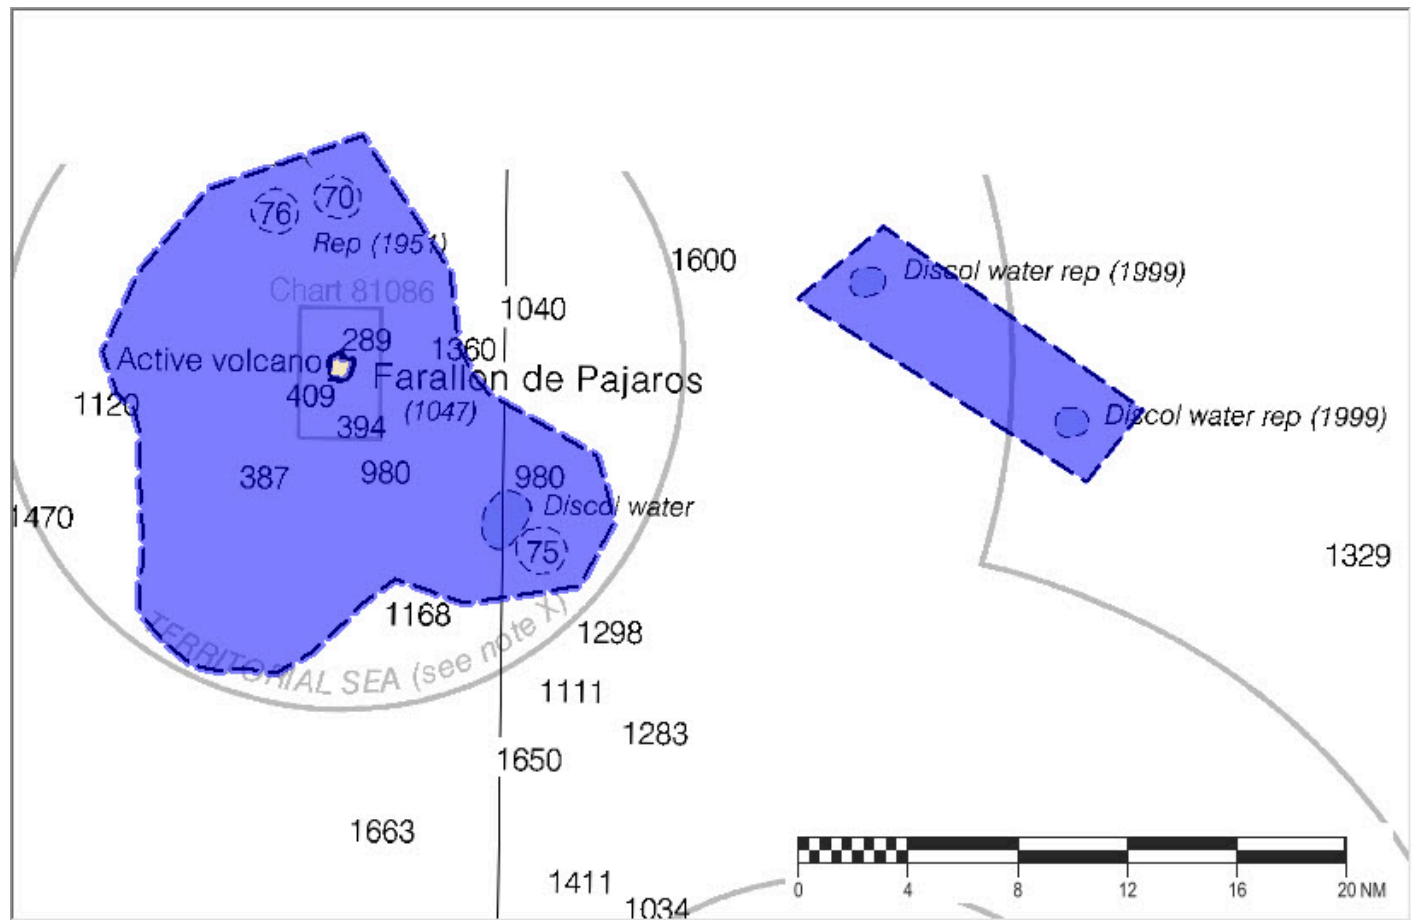 76
70
Rep (1951)
1600
Discol water rep (1999)
Chart 81086
1040
289
1360
Active volcano
Farallon de Pajaros
409
(1047)
1120
394
Discol water rep (1999)
387
980
980
Discol water
1470
75
1329
1168
1298
TERRITORIAL SEA (see note X)
1111
1283
1650
1663
1411
1034
0 4 8 12 16 20 NM